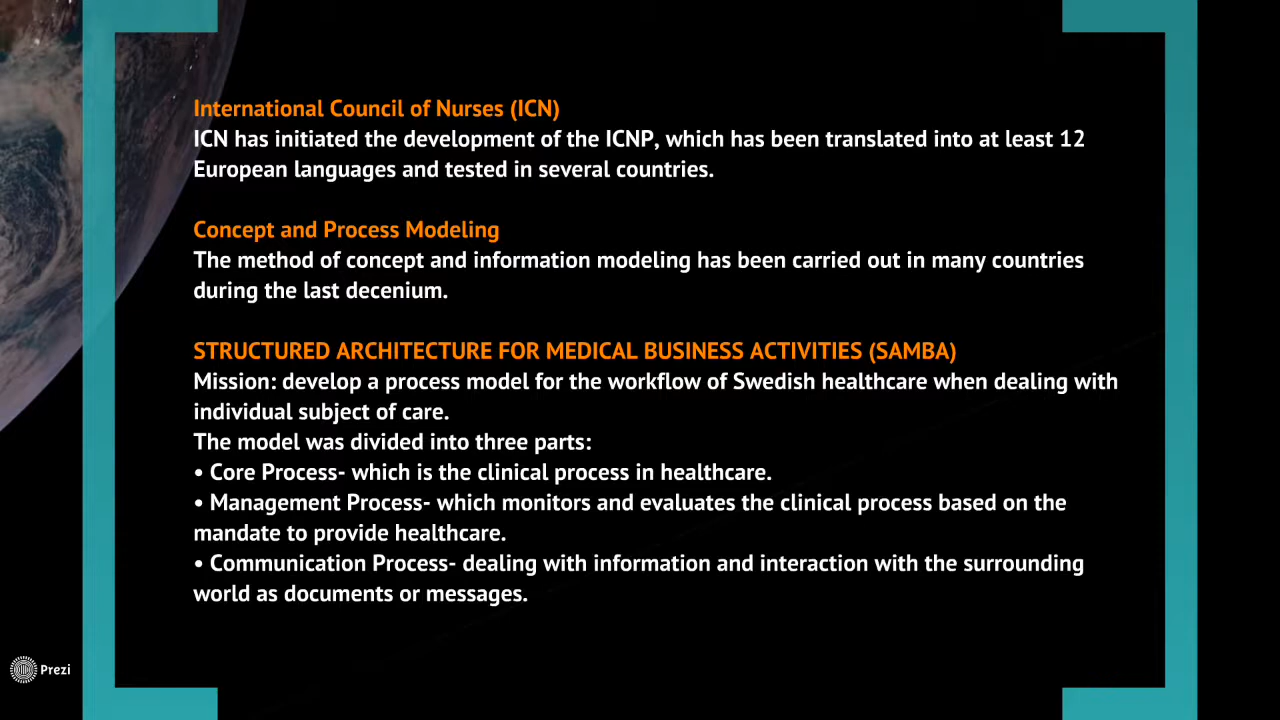 International Council of Nurses (ICN)
ICN has initiated the development of the ICNP, which has been translated into at least 12
European languages and tested in several countries.
Concept and Process Modeling
The method of concept and information modeling has been carried out in many countries
during the last decenium.
STRUCTURED ARCHITECTURE FOR MEDICAL BUSINESS ACTIVITIES (SAMBA)
Mission: develop a process model for the workflow of Swedish healthcare when dealing with
individual subject of care.
The model was divided into three parts:
• Core Process- which is the clinical process in healthcare.
• Management Process- which monitors and evaluates the clinical process based on the
mandate to provide healthcare.
• Communication Process- dealing with information and interaction with the surrounding
world as documents or messages.
Prezi